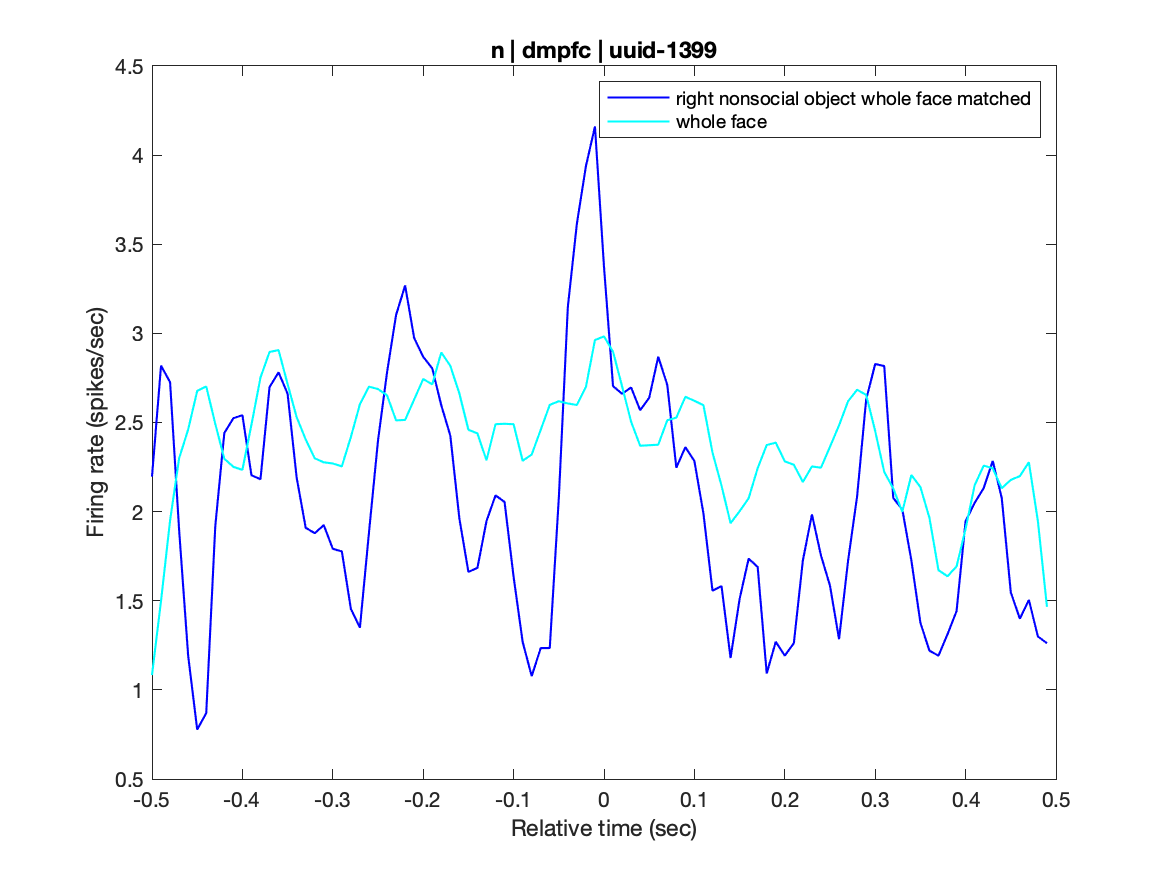 n | dmpfc | uuid-1399
4.5
4
3.5
3
2.5
2
1.5
1
0.5
Firing rate (spikes/sec)
right nonsocial object whole face matched
whole face
-0.5 -0.4 -0.3 -0.2 -0.1 0 0.1 0.2 0.3 0.4 0.5
Relative time (sec)